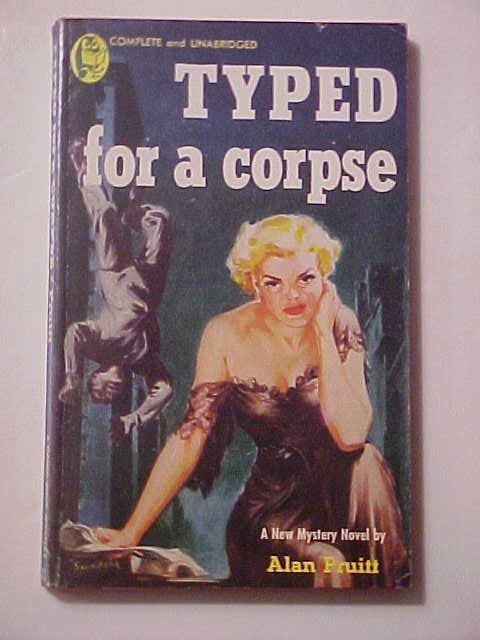 COMPLETE and UNABRIDGED
TYPED
for a corpse
A New Mystery Novel by
Alan Pruitt